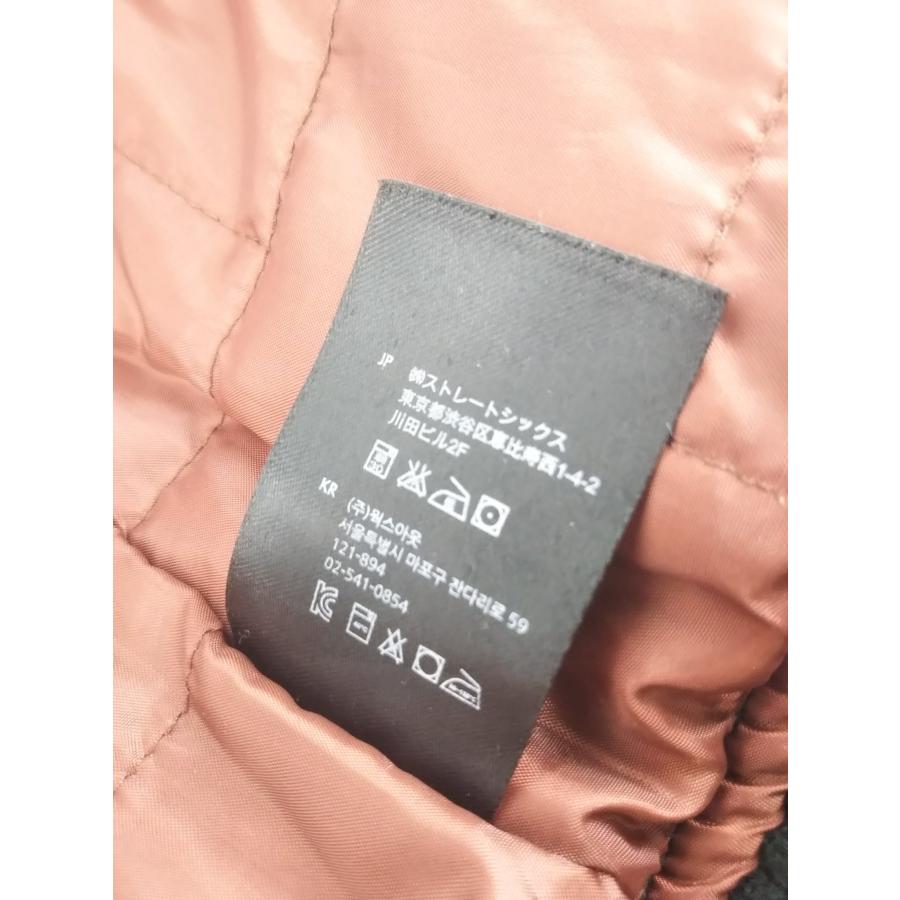 JP ㈱ストレートシックス
東京都渋谷区恵比寿西1-4-2
川田ビル2F
30
KR (주)웍스아웃
서울특별시 마포구 잔다리로 59
121-894
02-541-0854